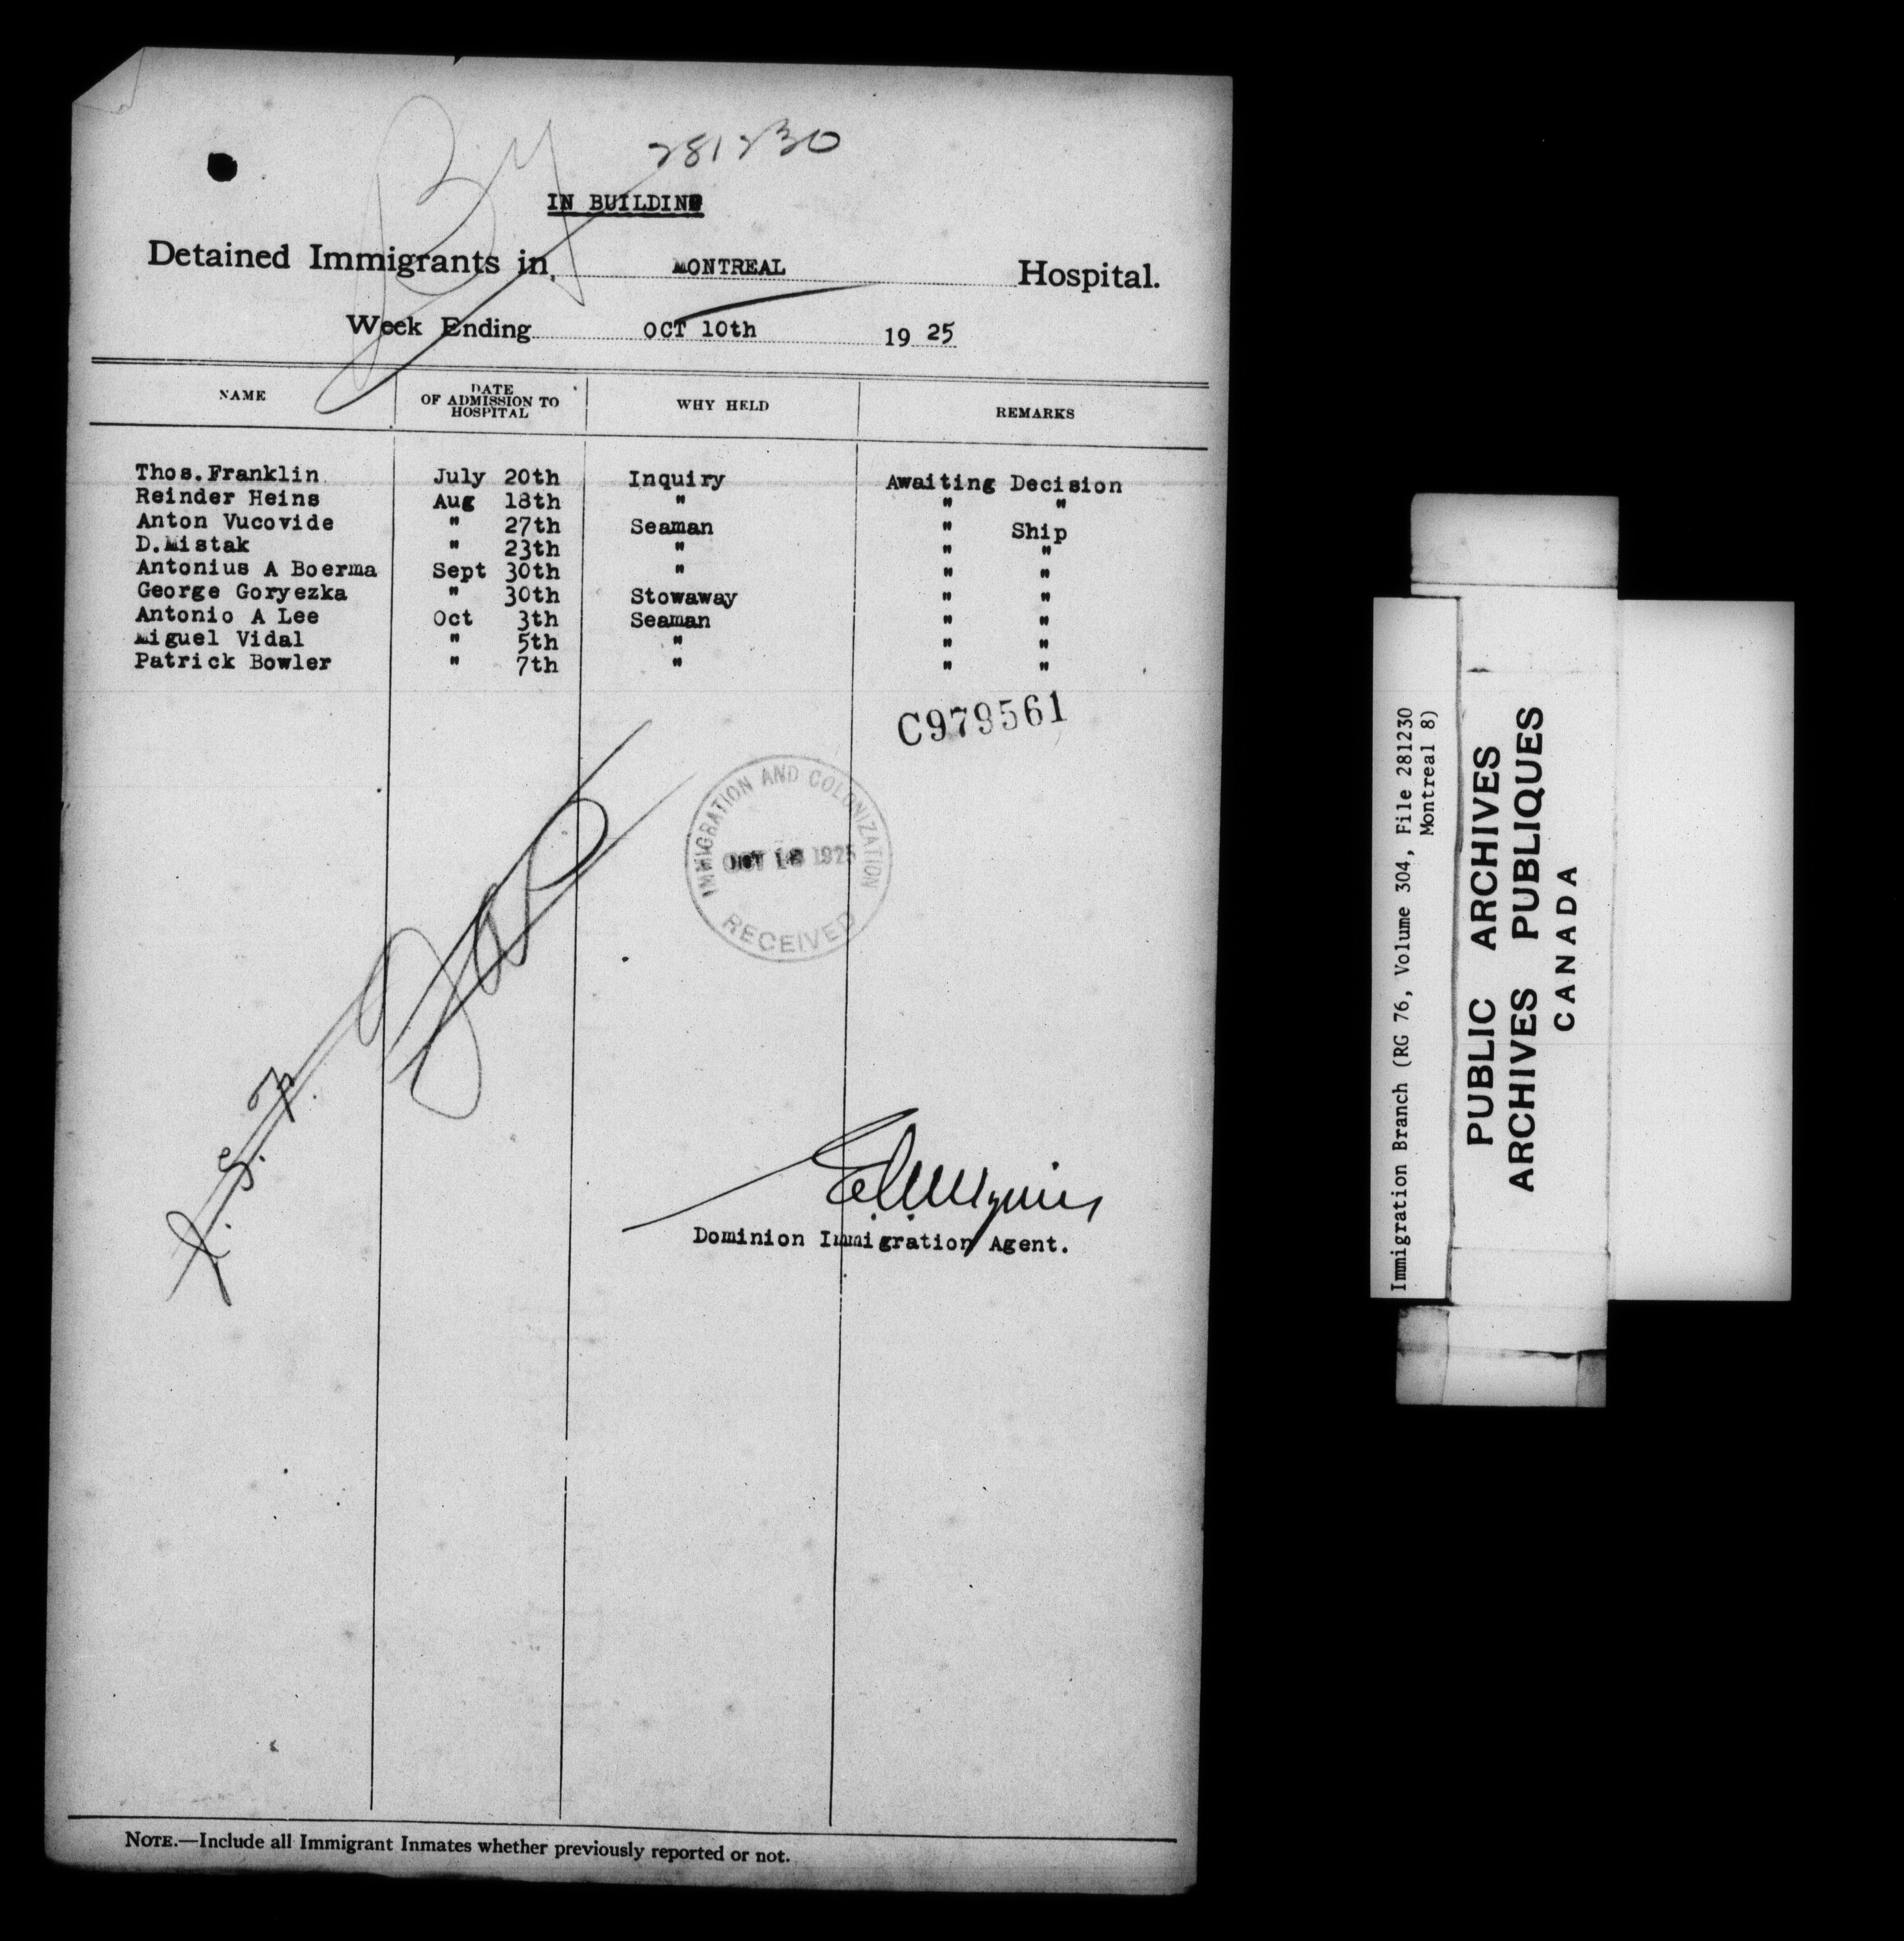 281230
IN BUILDING
Detained Immigrants in MONTREAL Hospital.
Week Ending OCT 10th 19 25
NAME DATE OF ADMISSION TO HOSPITAL WHY HELD REMARKS
Thos.Franklin July 20th Inquiry Awaiting Decision
Reinder Heins Aug 18th " " "
Anton Vucovide " 27th Seaman " Ship
D.Mistak " 23th " " "
Antonius A Boerma Sept 30th " " "
George Goryezka " 30th Stowaway " "
Antonio A Lee Oct 3th Seaman " "
Miguel Vidal " 5th " " "
Patrick Bowler " 7th " " "
C979561
IMMIGRATION AND COLONIZATION
1925
RECEIVED
Dominion Immigration Agent.
NOTE.—Include all Immigrant Inmates whether previously reported or not.
Immigration Branch (RG 76, Volume 304, File 281230
Montreal 8)
PUBLIC ARCHIVES
ARCHIVES PUBLIQUES
CANADA